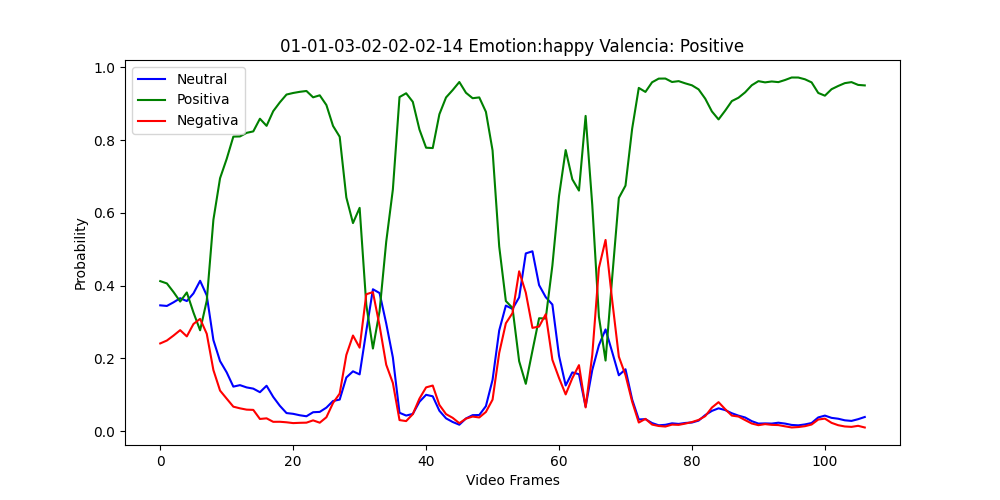 01-01-03-02-02-02-14 Emotion:happy Valencia: Positive
Neutral
Positiva
Negativa
Probability
1.0
0.8
0.6
0.4
0.2
0.0
0 20 40 60 80 100
Video Frames